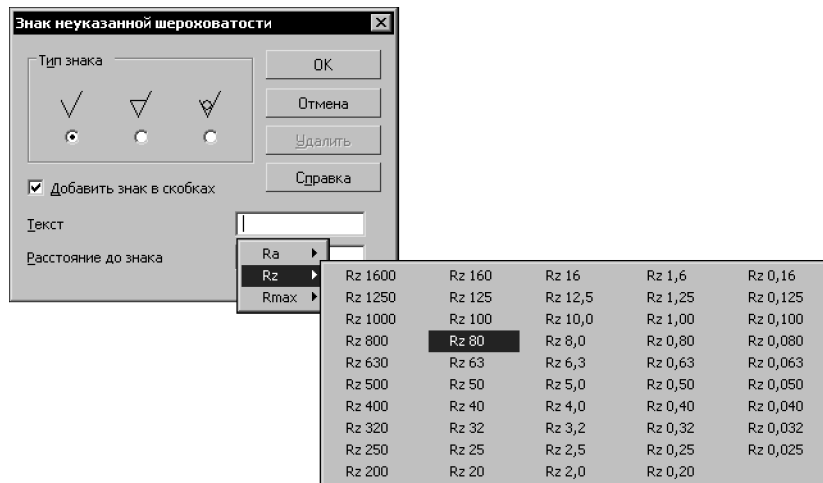 Знак неуказанной шероховатости
Тип знака
OK
Отмена
Удалить
Справка
Добавить знак в скобках
Текст
Расстояние до знака
Ra
Rz
Rmax
Rz 1600 Rz 160 Rz 16 Rz 1,6 Rz 0,16
Rz 1250 Rz 125 Rz 12,5 Rz 1,25 Rz 0,125
Rz 1000 Rz 100 Rz 10,0 Rz 1,00 Rz 0,100
Rz 800 Rz 80 Rz 8,0 Rz 0,80 Rz 0,080
Rz 630 Rz 63 Rz 6,3 Rz 0,63 Rz 0,063
Rz 500 Rz 50 Rz 5,0 Rz 0,50 Rz 0,050
Rz 400 Rz 40 Rz 4,0 Rz 0,40 Rz 0,040
Rz 320 Rz 32 Rz 3,2 Rz 0,32 Rz 0,032
Rz 250 Rz 25 Rz 2,5 Rz 0,25 Rz 0,025
Rz 200 Rz 20 Rz 2,0 Rz 0,20